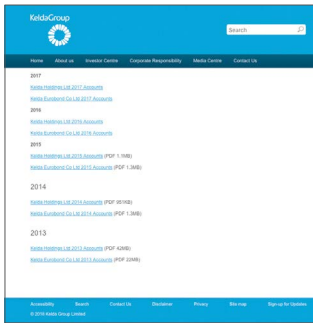 KeldaGroup
Search
Home About us Investor Centre Corporate Responsibility Media Centre Contact Us
2017
Kelda Holdings Ltd 2017 Accounts
Kelda Eurobond Co Ltd 2017 Accounts
2016
Kelda Holdings Ltd 2016 Accounts
Kelda Eurobond Co Ltd 2016 Accounts
2015
Kelda Holdings Ltd 2015 Accounts (PDF 1.1MB)
Kelda Eurobond Co Ltd 2015 Accounts (PDF 1.3MB)
2014
Kelda Holdings Ltd 2014 Accounts (PDF 951KB)
Kelda Eurobond Co Ltd 2014 Accounts (PDF 1.3MB)
2013
Kelda Holdings Ltd 2013 Accounts (PDF 42MB)
Kelda Eurobond Co Ltd 2013 Accounts (PDF 22MB)
Accessibility Search Contact Us Disclaimer Privacy Site map Sign-up for Updates
© 2019 Kelda Group Limited